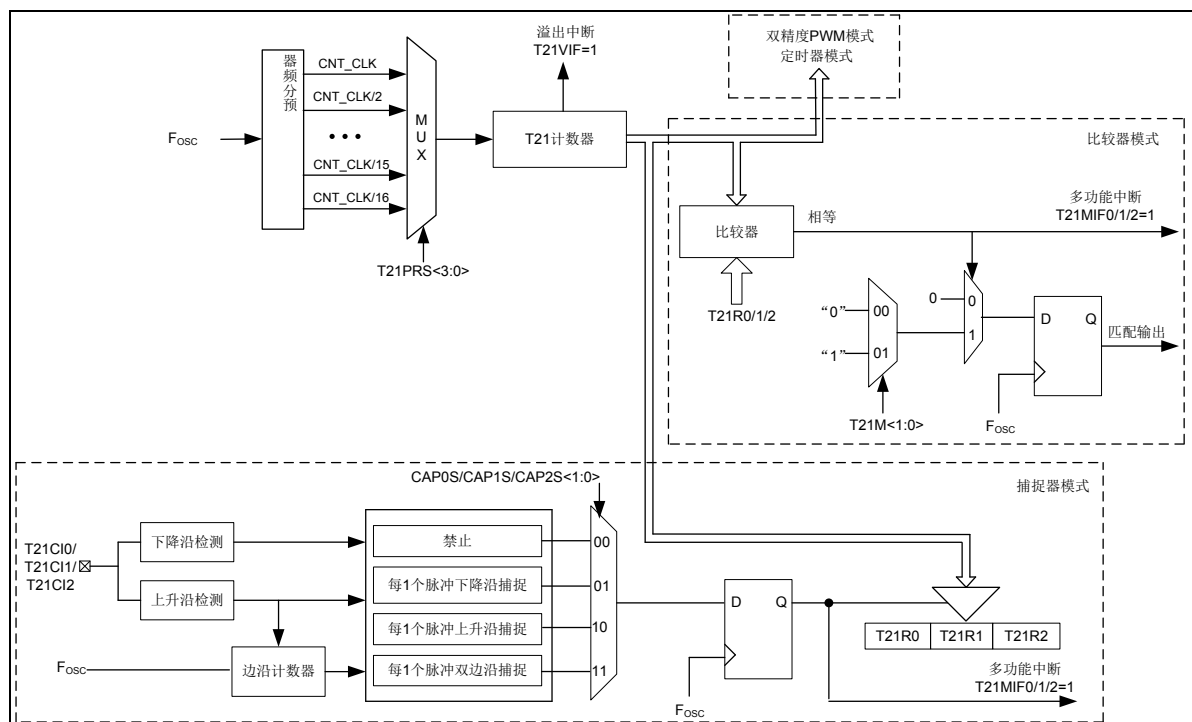 溢出中断
T21VIF=1
双精度PWM模式
定时器模式
器频分预
CNT_CLK
CNT_CLK/2
•••
CNT_CLK/15
CNT_CLK/16
FOSC
MUX
T21计数器
T21PRS<3:0>
比较器模式
多功能中断
T21MIF0/1/2=1
比较器
相等
T21R0/1/2
“0”
00
“1”
01
T21M<1:0>
0
0
1
D
Q
匹配输出
FOSC
捕捉器模式
CAP0S/CAP1S/CAP2S<1:0>
T21CI0/
T21CI1/
T21CI2
下降沿检测
上升沿检测
FOSC
边沿计数器
禁止
00
每1个脉冲下降沿捕捉
01
每1个脉冲上升沿捕捉
10
每1个脉冲双边沿捕捉
11
D
Q
FOSC
T21R0
T21R1
T21R2
多功能中断
T21MIF0/1/2=1